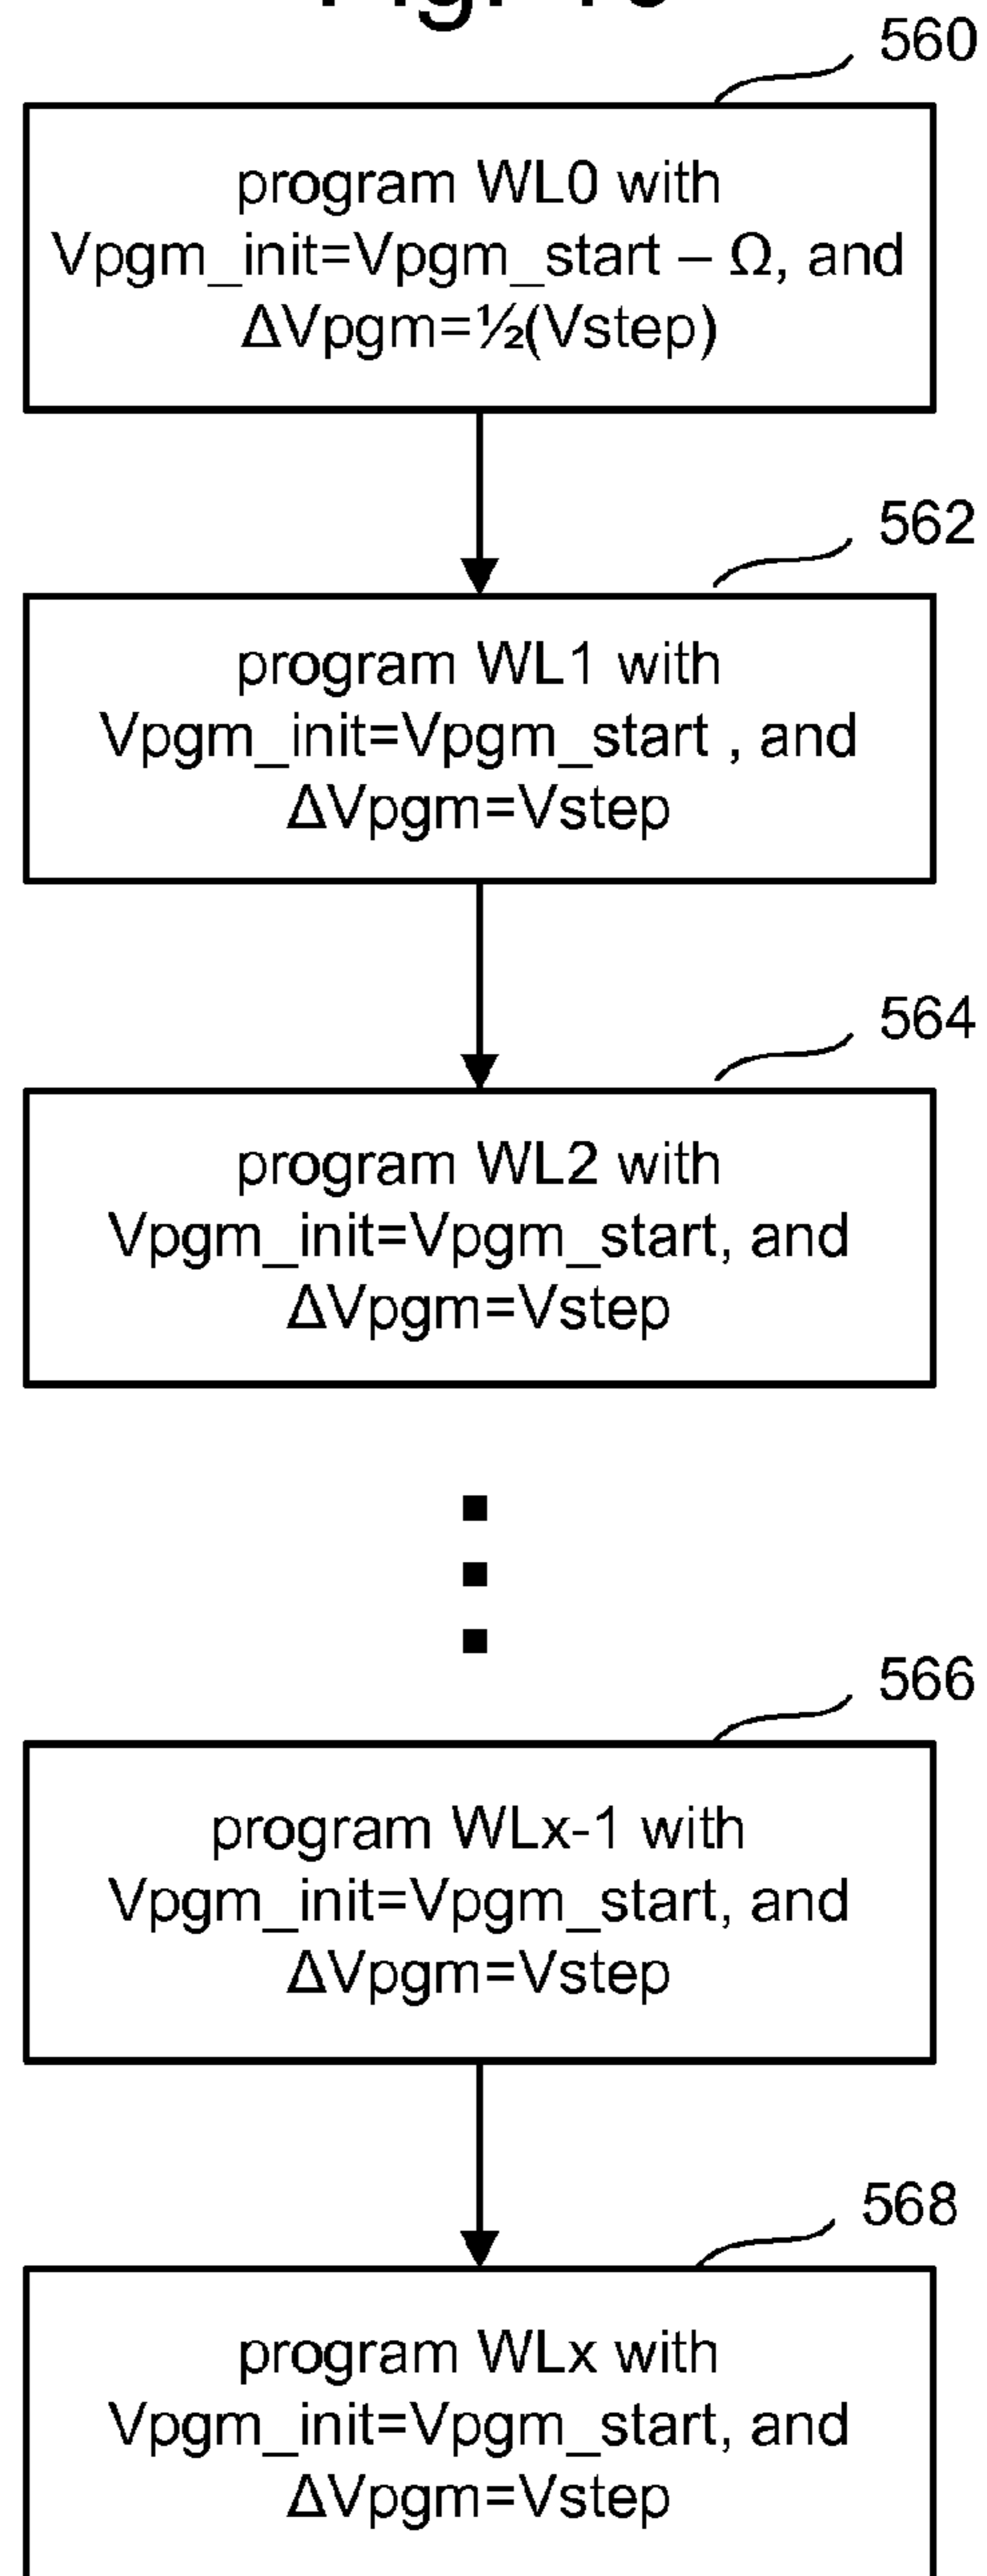 560
program WL0 with
Vpgm_init=Vpgm_start – Ω, and
ΔVpgm=½(Vstep)
562
program WL1 with
Vpgm_init=Vpgm_start , and
ΔVpgm=Vstep
564
program WL2 with
Vpgm_init=Vpgm_start, and
ΔVpgm=Vstep
566
program WLx-1 with
Vpgm_init=Vpgm_start, and
ΔVpgm=Vstep
568
program WLx with
Vpgm_init=Vpgm_start, and
ΔVpgm=Vstep